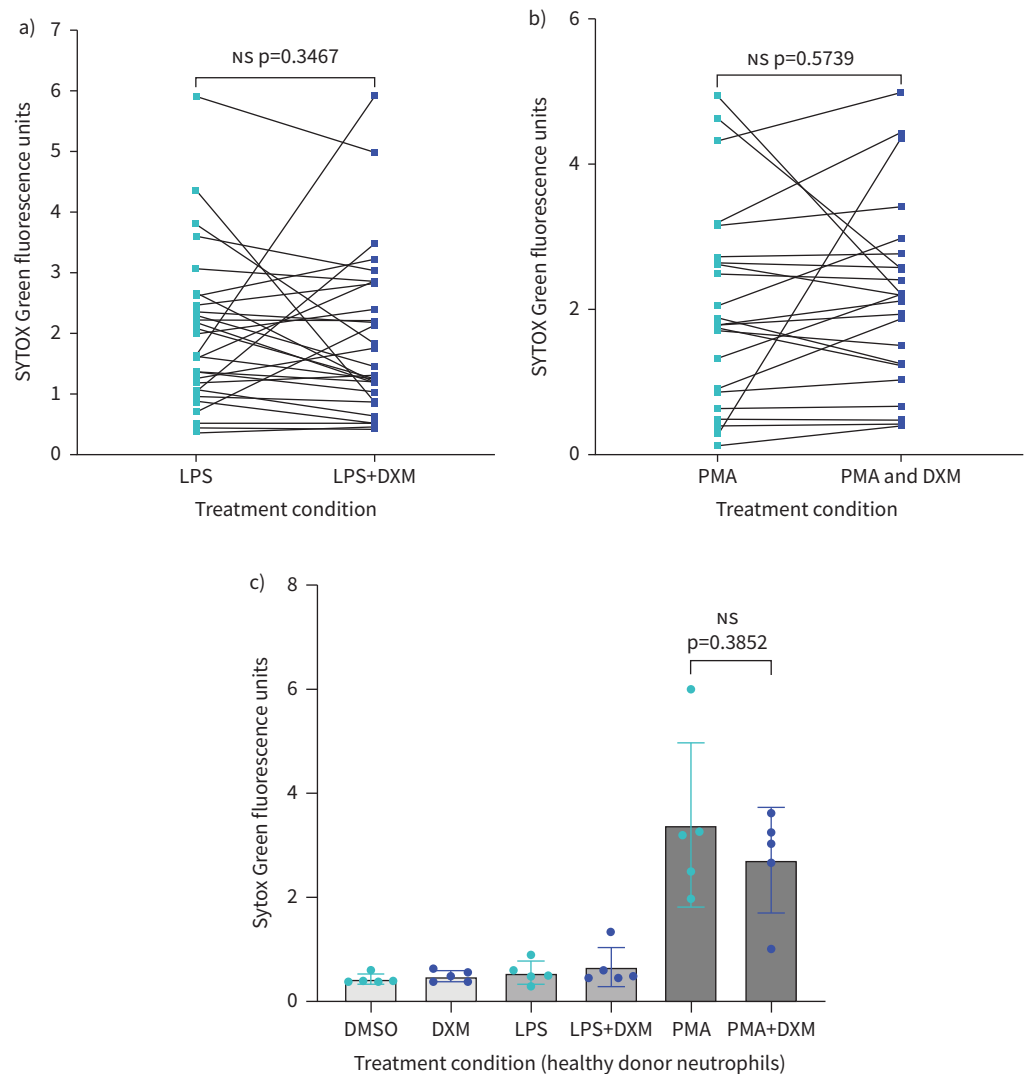 a)
7
6
5
4
3
2
1
0
SYTOX Green fluorescence units
NS p=0.3467
LPS
LPS+DXM
Treatment condition
b)
6
4
2
0
SYTOX Green fluorescence units
NS p=0.5739
PMA
PMA and DXM
Treatment condition
c)
8
6
4
2
0
Sytox Green fluorescence units
NS
p=0.3852
DMSO
DXM
LPS
LPS+DXM
PMA
PMA+DXM
Treatment condition (healthy donor neutrophils)